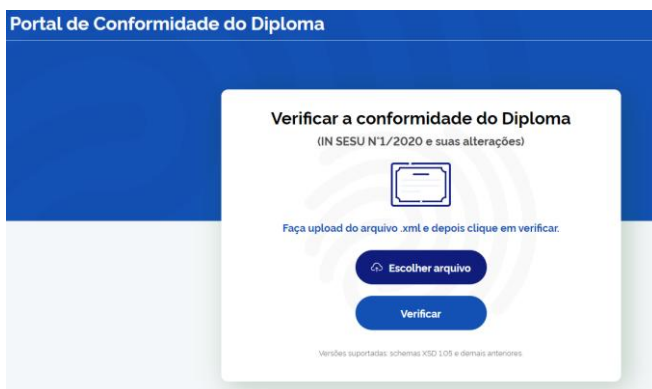 Portal de Conformidade do Diploma
Verificar a conformidade do Diploma
(IN SESU N°1/2020 e suas alterações)
Faça upload do arquivo .xml e depois clique em verificar.
Escolher arquivo
Verificar
Versões suportadas: schemas XSD 1.05 e demais anteriores.